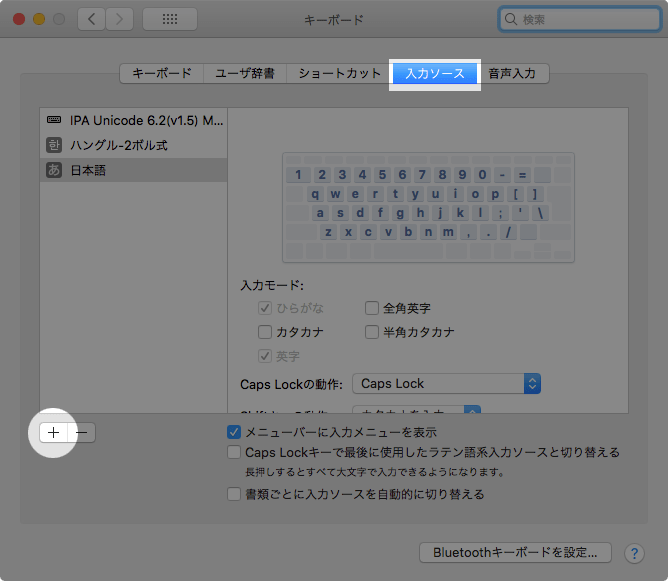 キーボード
検索
キーボード ユーザ辞書 ショートカット 入力ソース 音声入力
IPA Unicode 6.2(v1.5) M...
한 ハングル-2ボル式
あ 日本語
1 2 3 4 5 6 7 8 9 0 - =
q w e r t y u i o p [ ]
a s d f g h j k l ; ' \
z x c v b n m , . /
入力モード:
ひらがな 全角英字
カタカナ 半角カタカナ
英字
Caps Lockの動作: Caps Lock
メニューバーに入力メニューを表示
Caps Lockキーで最後に使用したラテン語系入力ソースと切り替える
長押しするとすべて大文字で入力できるようになります。
書類ごとに入力ソースを自動的に切り替える
Bluetoothキーボードを設定... ?